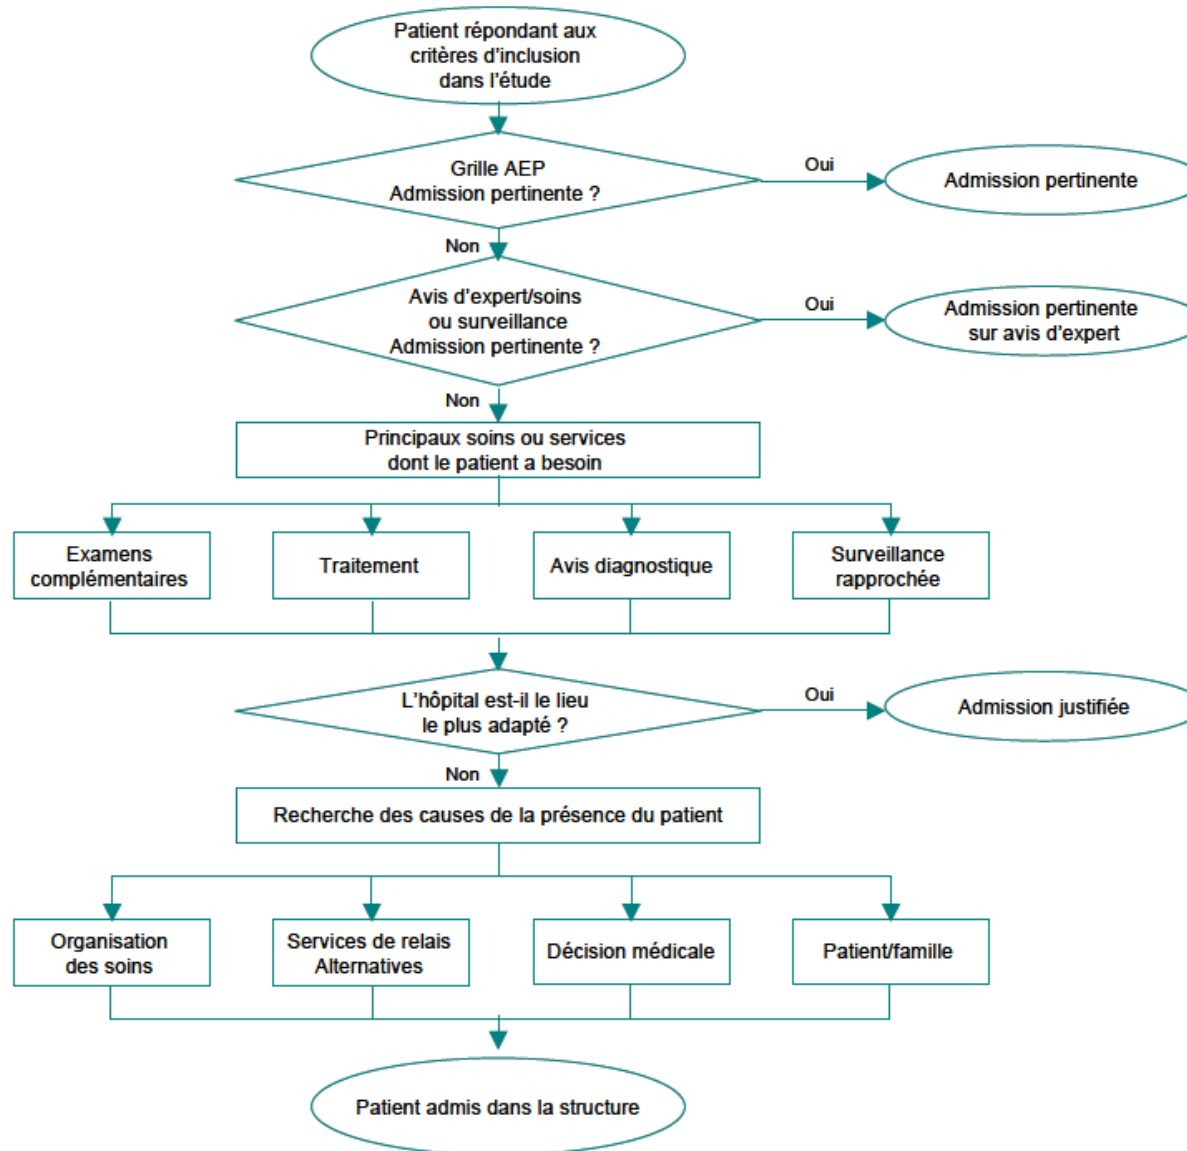 Patient répondant aux
critères d'inclusion
dans l'étude
Grille AEP
Admission pertinente ?
Oui
Admission pertinente
Non
Avis d'expert/soins
ou surveillance
Admission pertinente ?
Oui
Admission pertinente
sur avis d'expert
Non
Principaux soins ou services
dont le patient a besoin
Examens
complémentaires
Traitement
Avis diagnostique
Surveillance
rapprochée
L'hôpital est-il le lieu
le plus adapté ?
Oui
Admission justifiée
Non
Recherche des causes de la présence du patient
Organisation
des soins
Services de relais
Alternatives
Décision médicale
Patient/famille
Patient admis dans la structure